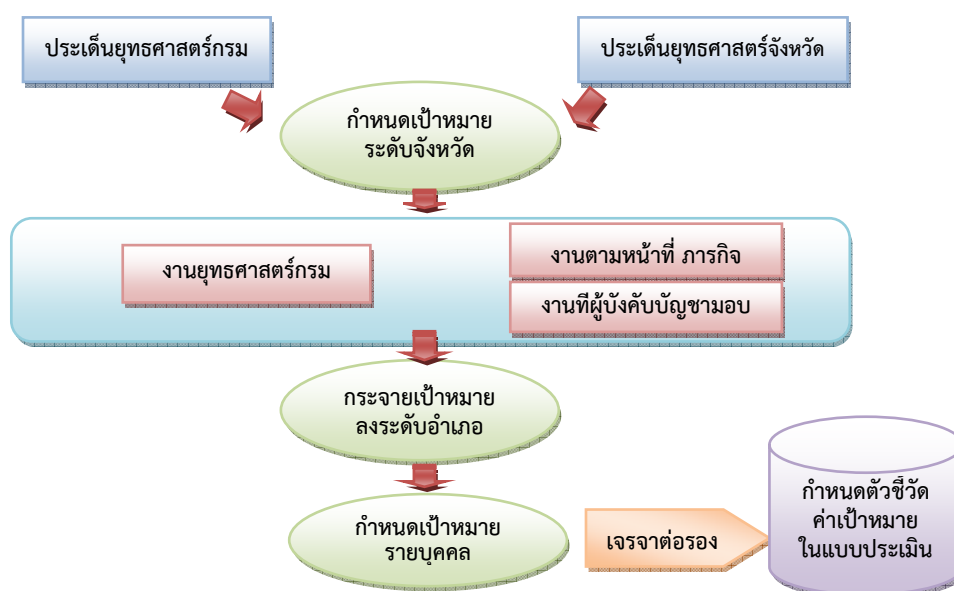 ประเด็นยุทธศาสตร์กรม
ประเด็นยุทธศาสตร์จังหวัด
กำหนดเป้าหมาย
ระดับจังหวัด
งานยุทธศาสตร์กรม
งานตามหน้าที่ ภารกิจ
งานทีผู้บังคับบัญชามอบ
กระจายเป้าหมาย
ลงระดับอำเภอ
กำหนดเป้าหมาย
รายบุคคล
เจรจาต่อรอง
กำหนดตัวชี้วัด
ค่าเป้าหมาย
ในแบบประเมิน